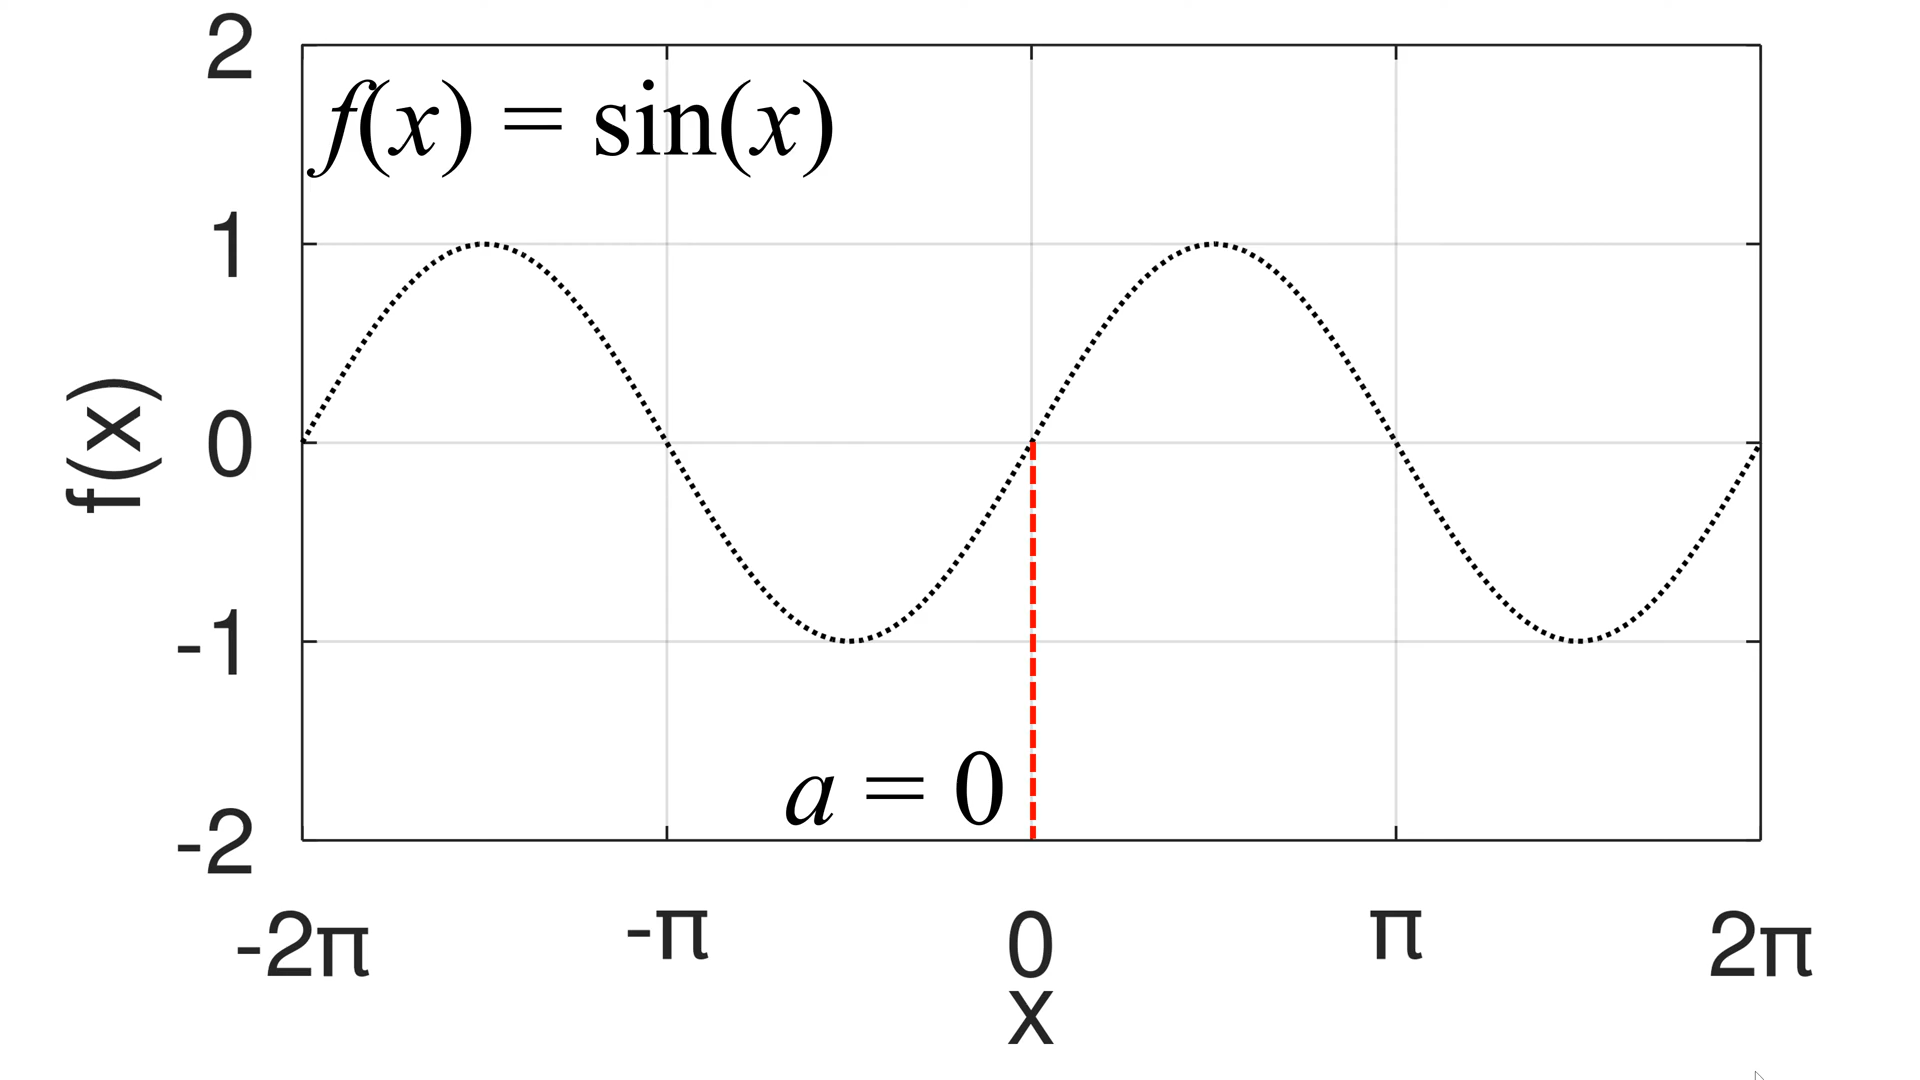 2
f(x) = sin(x)
1
f(x)
0
-1
a = 0
-2
-2π -π 0 π 2π
x